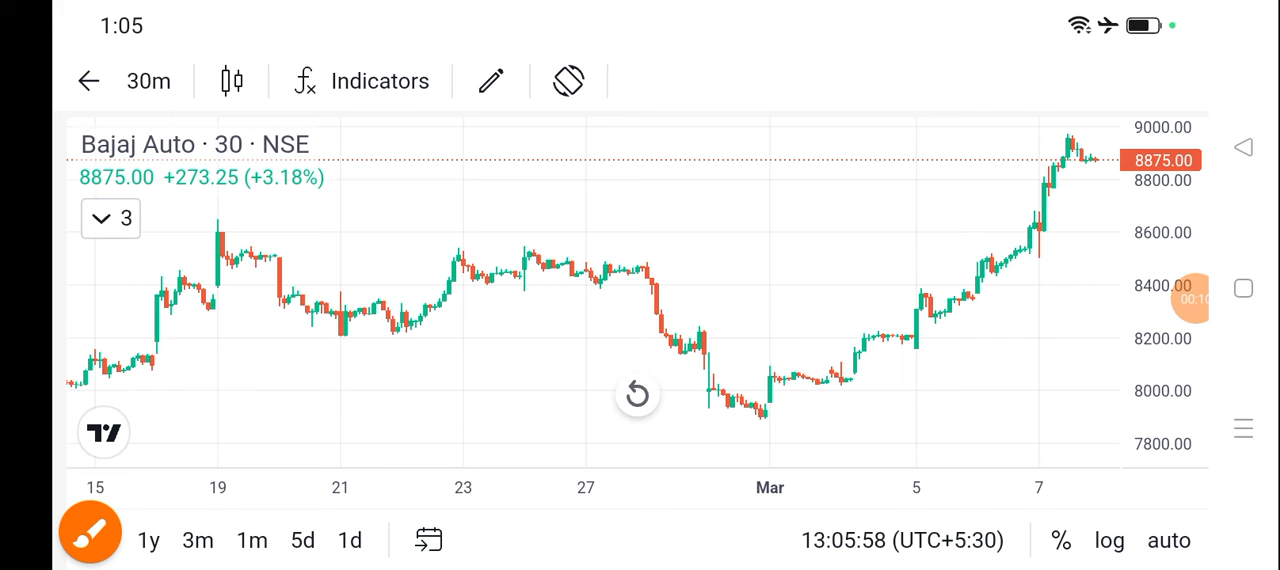 1:05
30m
Indicators
Bajaj Auto · 30 · NSE
8875.00 +273.25 (+3.18%)
3
9000.00
8875.00
8800.00
8600.00
8400.00
00:10
8200.00
8000.00
7800.00
15 19 21 23 27 Mar 5 7
1y 3m 1m 5d 1d 13:05:58 (UTC+5:30) % log auto